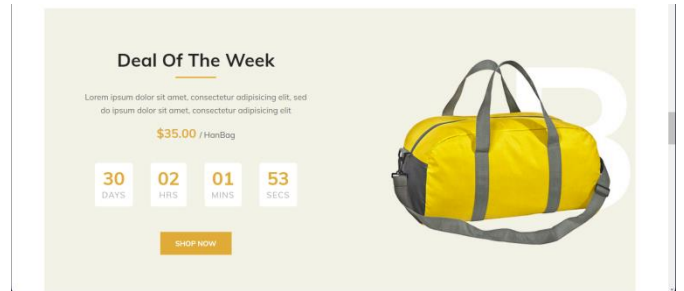 Deal Of The Week
Lorem ipsum dolor sit amet, consectetur adipisicing elit, sed
do ipsum dolor sit amet, consectetur adipisicing elit
$35.00 / HanBag
30 02 01 53
DAYS HRS MINS SECS
SHOP NOW
B